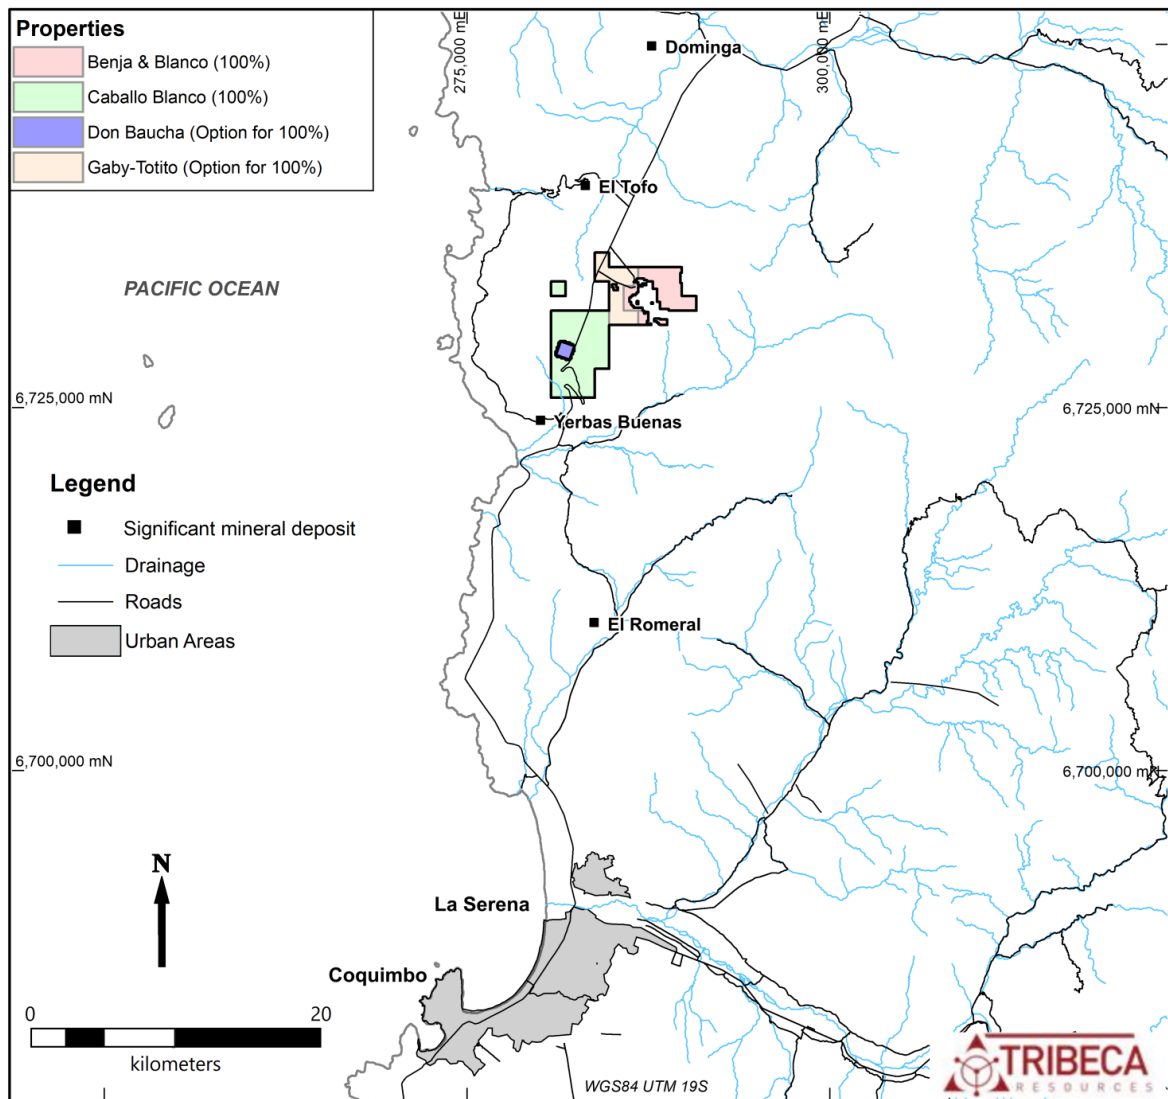 Properties
Benja & Blanco (100%)
Caballo Blanco (100%)
Don Baucha (Option for 100%)
Gaby-Totito (Option for 100%)
275,000 mE
300,000 mE
Dominga
El Tofo
PACIFIC OCEAN
6,725,000 mN
6,725,000 mN
Yerbas Buenas
Legend
Significant mineral deposit
Drainage
Roads
Urban Areas
El Romeral
6,700,000 mN
6,700,000 mN
N
La Serena
Coquimbo
0 20
kilometers
WGS84 UTM 19S
TRIBECA
RESOURCES